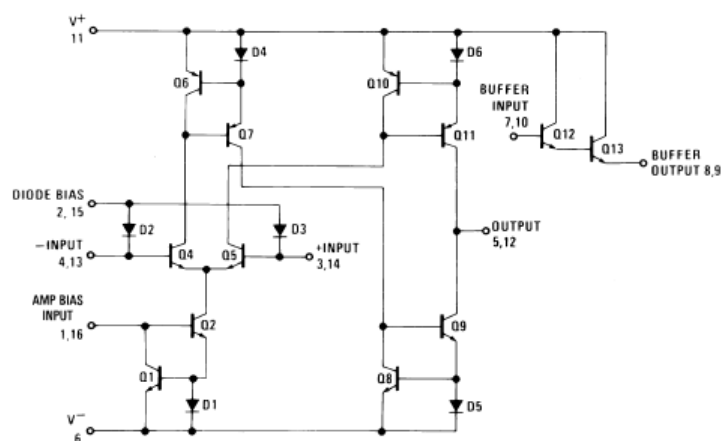 V+
11
D4
D6
Q6
Q10
BUFFER
INPUT
7,10
Q12
Q7
Q11
Q13
BUFFER
OUTPUT 8,9
DIODE BIAS
2, 15
D2
D3
OUTPUT
5,12
—INPUT
4,13
Q4
Q5
+INPUT
3,14
AMP BIAS
INPUT
1,16
Q2
Q9
Q1
Q8
D1
D5
V—
6